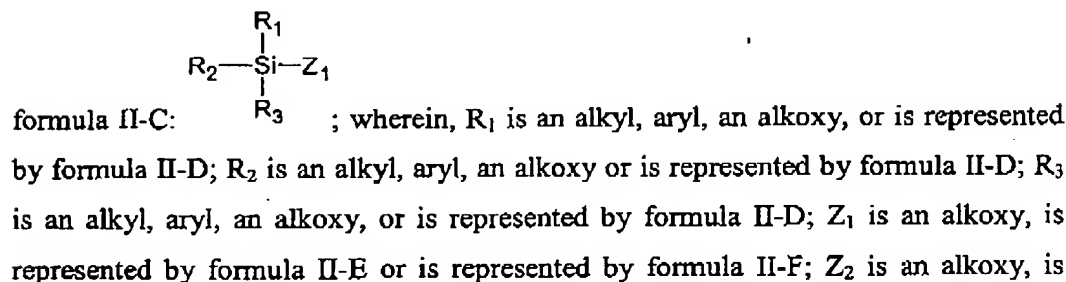 R₁
R₂—Si—Z₁
formula II-C: R₃ ; wherein, R₁ is an alkyl, aryl, an alkoxy, or is represented
by formula II-D; R₂ is an alkyl, aryl, an alkoxy or is represented by formula II-D; R₃
is an alkyl, aryl, an alkoxy, or is represented by formula II-D; Z₁ is an alkoxy, is
represented by formula II-E or is represented by formula II-F; Z₂ is an alkoxy, is